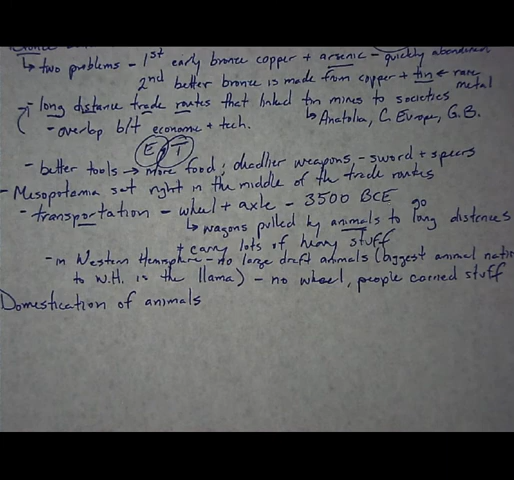 Bronze
↳ two problems - 1st early bronze copper + arsenic - quickly abandoned
2nd better bronze is made from copper + tin ← rare metal
- long distance trade routes that linked tin mines to societies
↳ Anatolia, C. Europe, G.B.
- overlap b/t economic + tech.
E T
- better tools → more food, deadlier weapons, - sword + spears
- Mesopotamia sat right in the middle of the trade routes
- transportation - wheel + axle - 3500 BCE
↳ wagons pulled by animals to go long distances
+ carry lots of heavy stuff
- in Western Hemisphere - no large draft animals (biggest animal native
to W.H. is the llama) - no wheel, people carried stuff
Domestication of animals